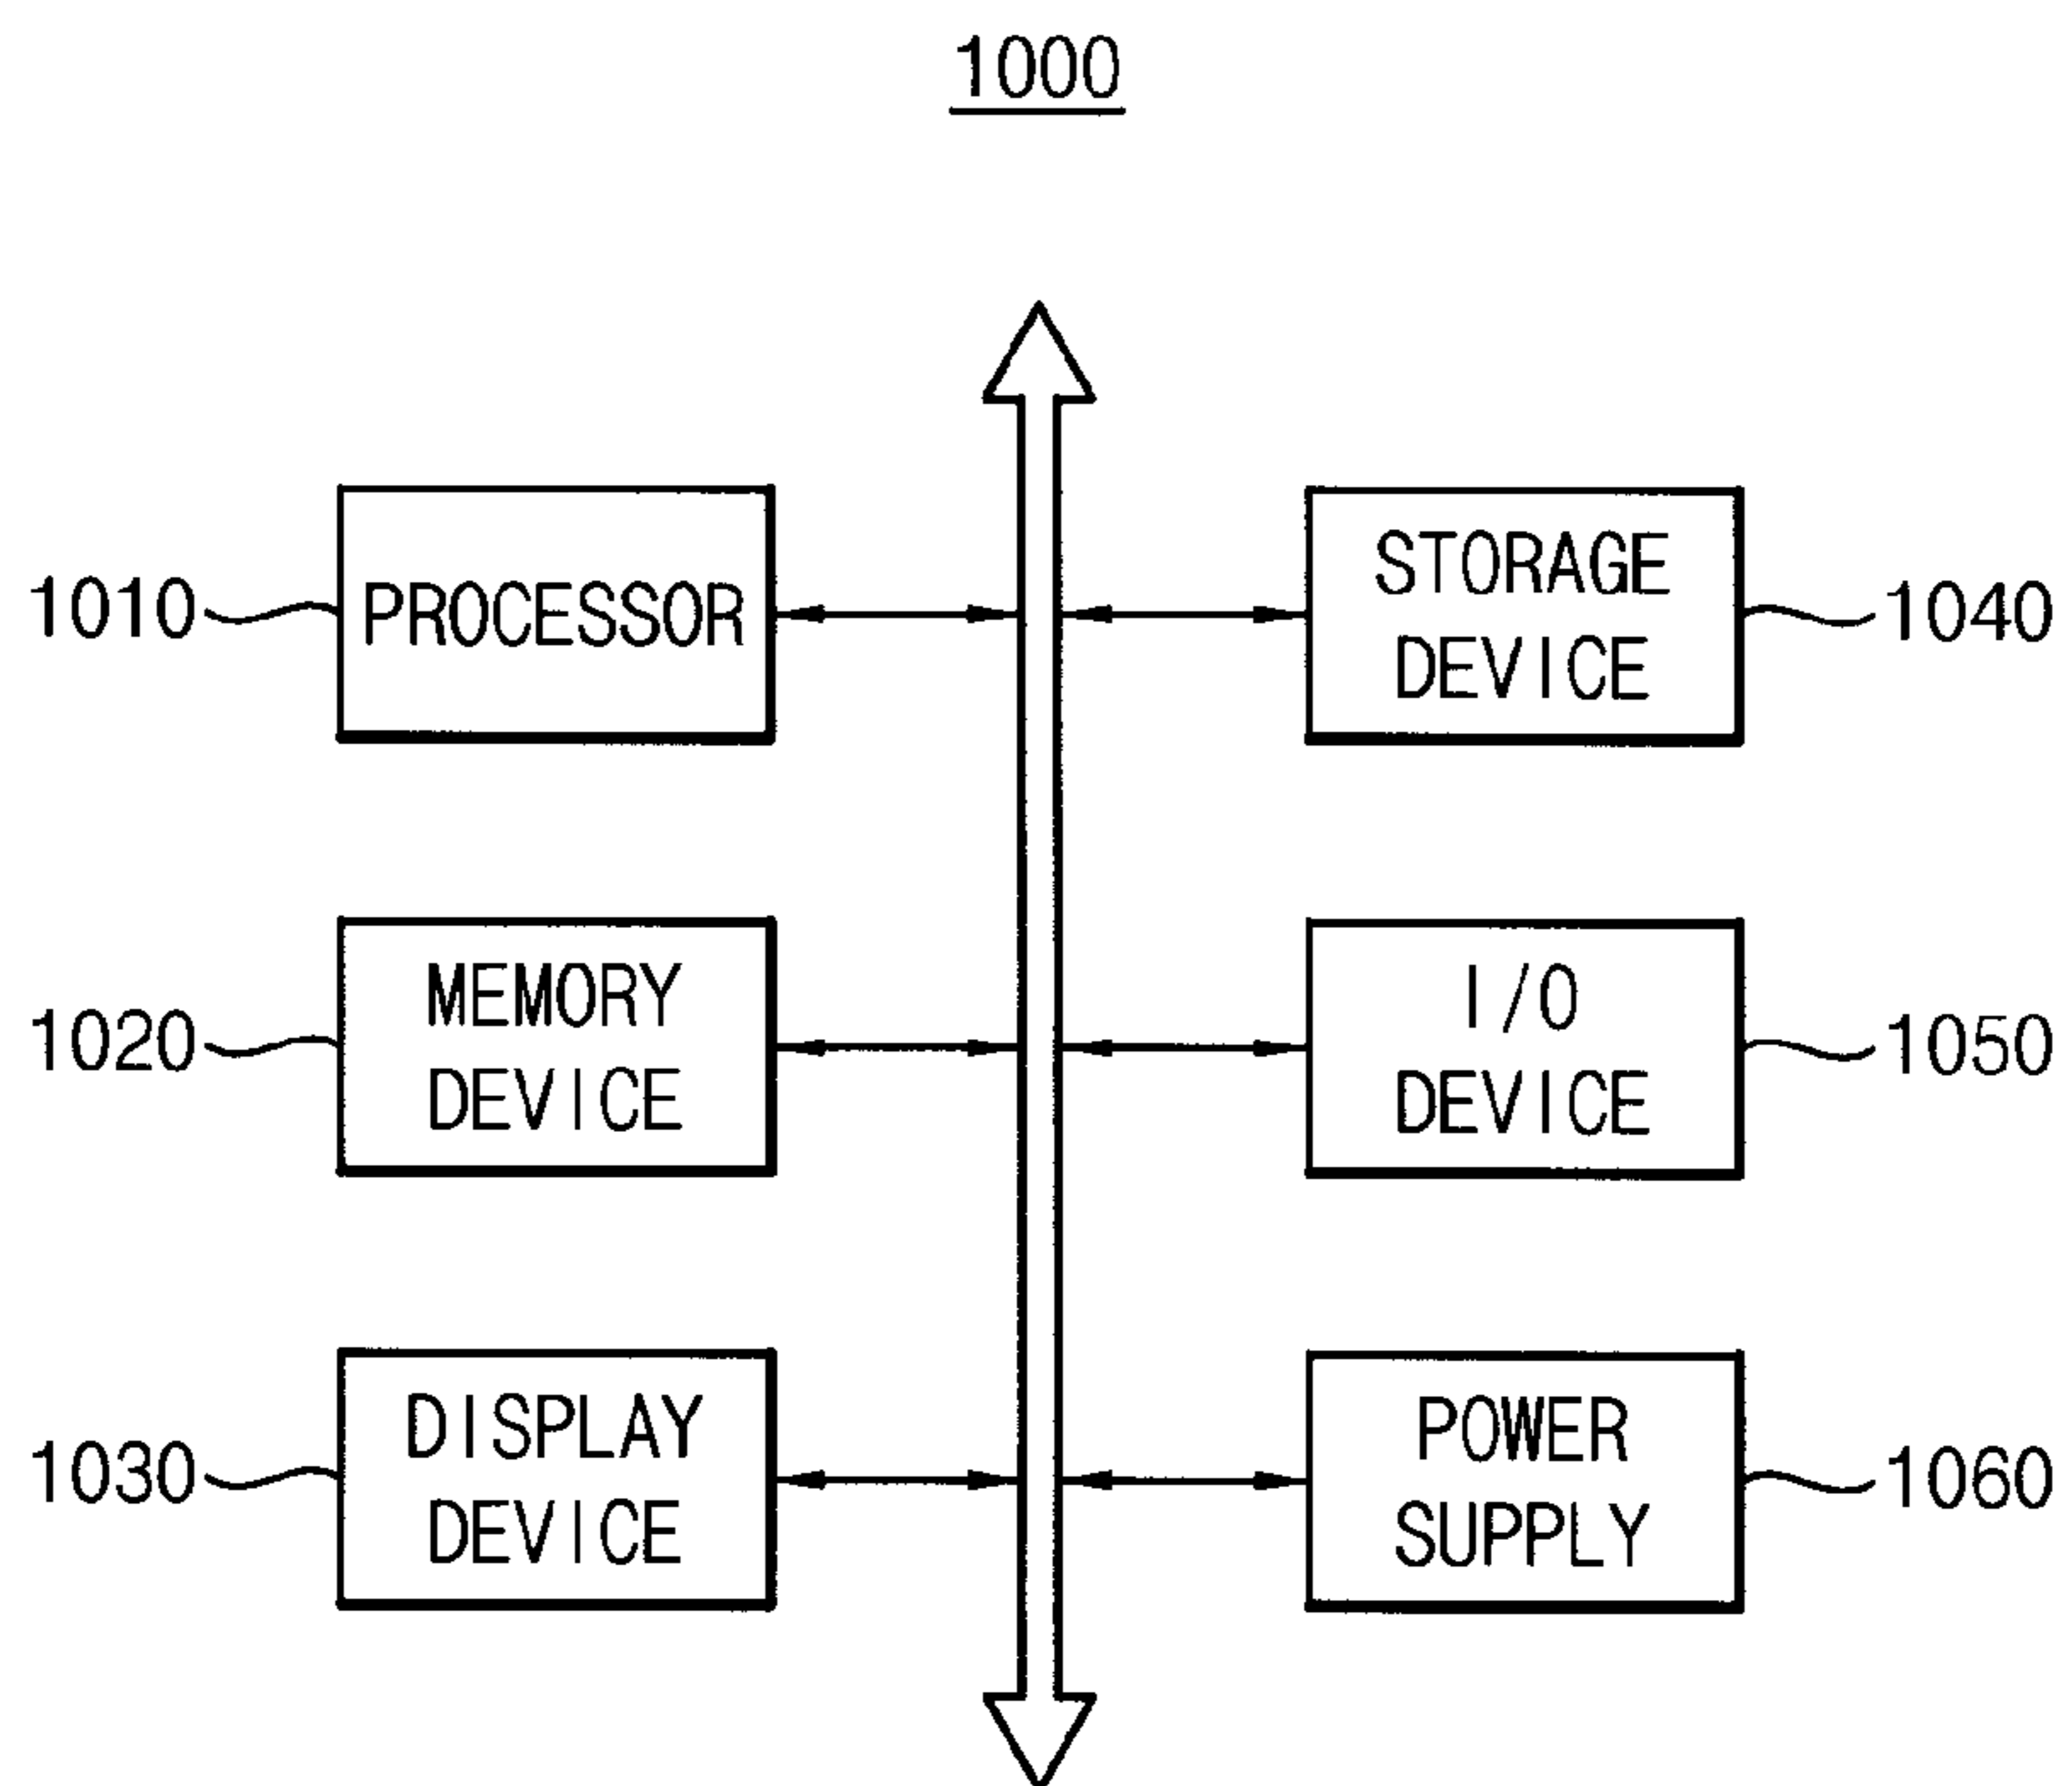 1000
1010 PROCESSOR
STORAGE
DEVICE
1040
1020 MEMORY
DEVICE
I/O
DEVICE
1050
1030 DISPLAY
DEVICE
POWER
SUPPLY
1060